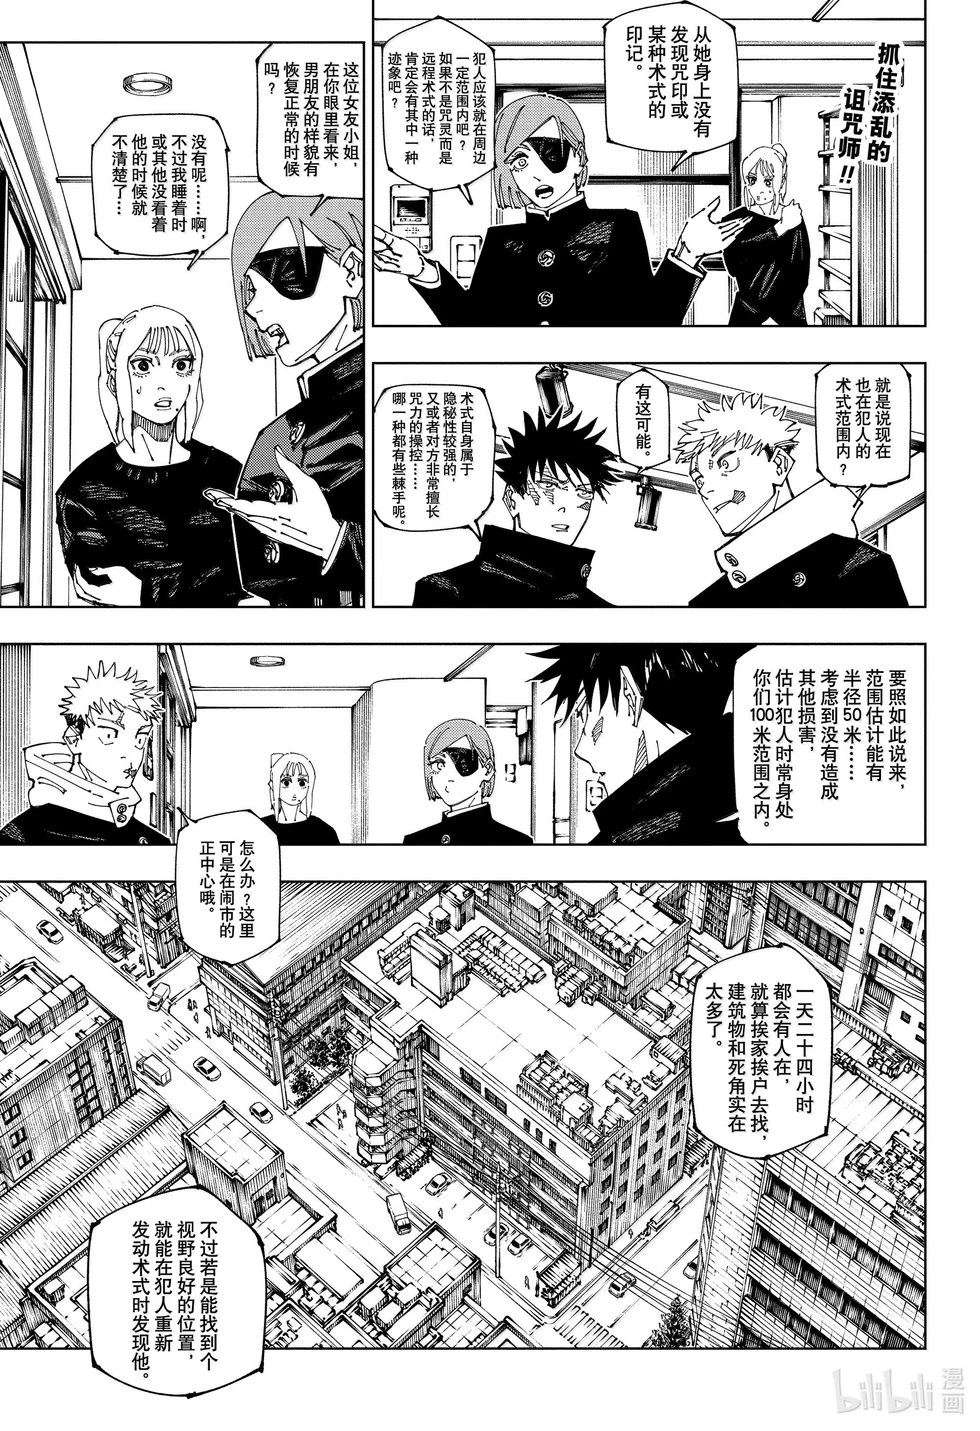 抓住添乱的
诅咒师!!
从她身上没有
发现咒印或
某种术式的
印记。
犯人应该就在周边
一定范围内吧?
如果不是咒灵而是
远程术式的话,
肯定会有其中一种
迹象吧?
这位女友小姐,
在你眼里看来,
男朋友的样貌有
恢复正常的时候
吗?
没有呢……啊,
不过我睡着时
或其他没看着
他的时候就
不清楚了…
就是说现在
也在犯人的
术式范围内?
有这可能。
术式自身属于
隐秘性较强的,
又或者对方非常擅长
咒力的操控……
哪一种都有些棘手呢。
要照如此说来,
范围估计能有
半径50米……
考虑到没有造成
其他损害,
估计犯人时常身处
你们100米范围之内。
怎么办?这里
可是在闹市的
正中心哦。
一天二十四小时
都会有人在,
就算挨家挨户去找,
建筑物和死角实在
太多了。
不过若是能找到个
视野良好的位置,
就能在犯人重新
发动术式时发现他。
bilibili
漫画